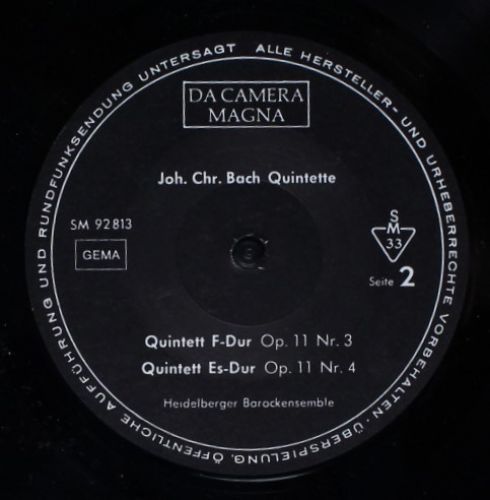 ALLE HERSTELLER- UND URHEBERRECHTE VORBEHALTEN · ÜBERSPIELUNG, ÖFFENTLICHE AUFFÜHRUNG UND RUNDFUNKSENDUNG UNTERSAGT
DA CAMERA
MAGNA
Joh. Chr. Bach Quintette
SM 92813
GEMA
S
M
33
Seite 2
Quintett F-Dur Op. 11 Nr. 3
Quintett Es-Dur Op. 11 Nr. 4
Heidelberger Barockensemble